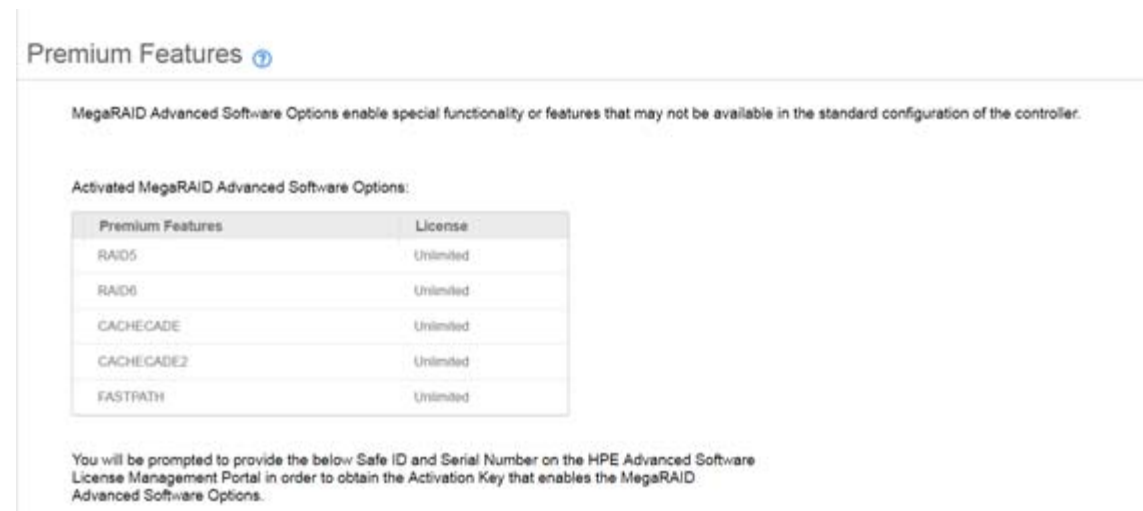 Premium Features ?
MegaRAID Advanced Software Options enable special functionality or features that may not be available in the standard configuration of the controller.
Activated MegaRAID Advanced Software Options:
Premium Features License
RAID5 Unlimited
RAID6 Unlimited
CACHECADE Unlimited
CACHECADE2 Unlimited
FASTPATH Unlimited
You will be prompted to provide the below Safe ID and Serial Number on the HPE Advanced Software
License Management Portal in order to obtain the Activation Key that enables the MegaRAID
Advanced Software Options.